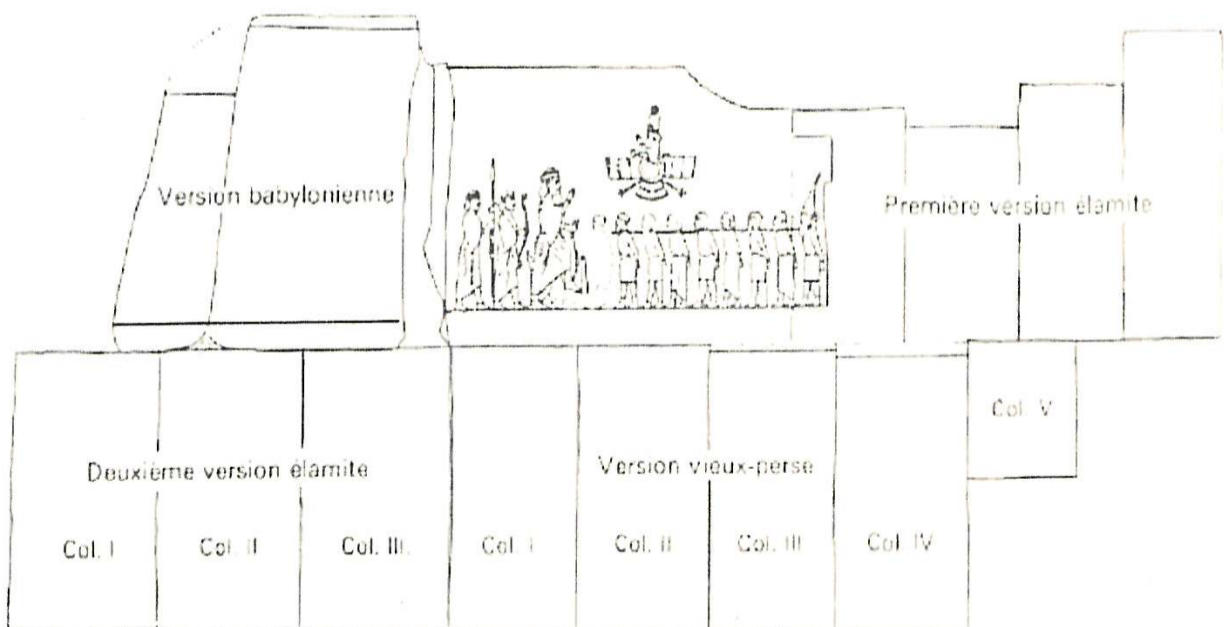 Version babylonienne
Première version élamite
Col. V
Deuxième version élamite
Version vieux-perse
Col. I
Col. II
Col. III.
Col. I
Col. II
Col. III
Col. IV